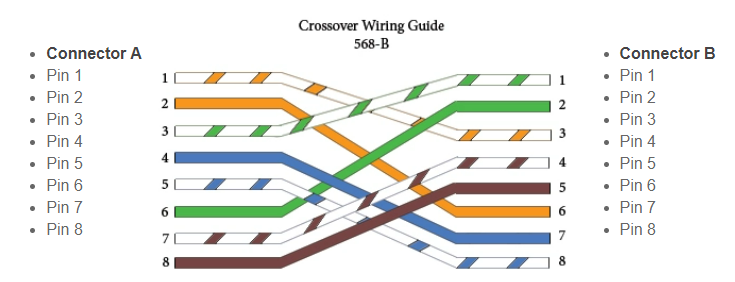 Crossover Wiring Guide
568-B
Connector A
Pin 1
Pin 2
Pin 3
Pin 4
Pin 5
Pin 6
Pin 7
Pin 8
1
2
3
4
5
6
7
8
1
2
3
4
5
6
7
8
Connector B
Pin 1
Pin 2
Pin 3
Pin 4
Pin 5
Pin 6
Pin 7
Pin 8